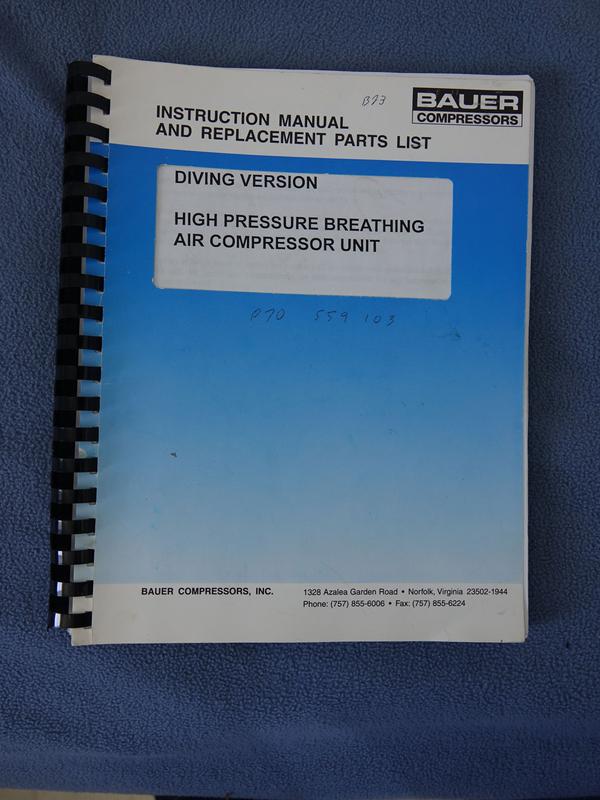 B73
BAUER
COMPRESSORS
INSTRUCTION MANUAL
AND REPLACEMENT PARTS LIST
DIVING VERSION
HIGH PRESSURE BREATHING
AIR COMPRESSOR UNIT
P70 559 103
BAUER COMPRESSORS, INC.
1328 Azalea Garden Road • Norfolk, Virginia 23502-1944
Phone: (757) 855-6006 • Fax: (757) 855-6224